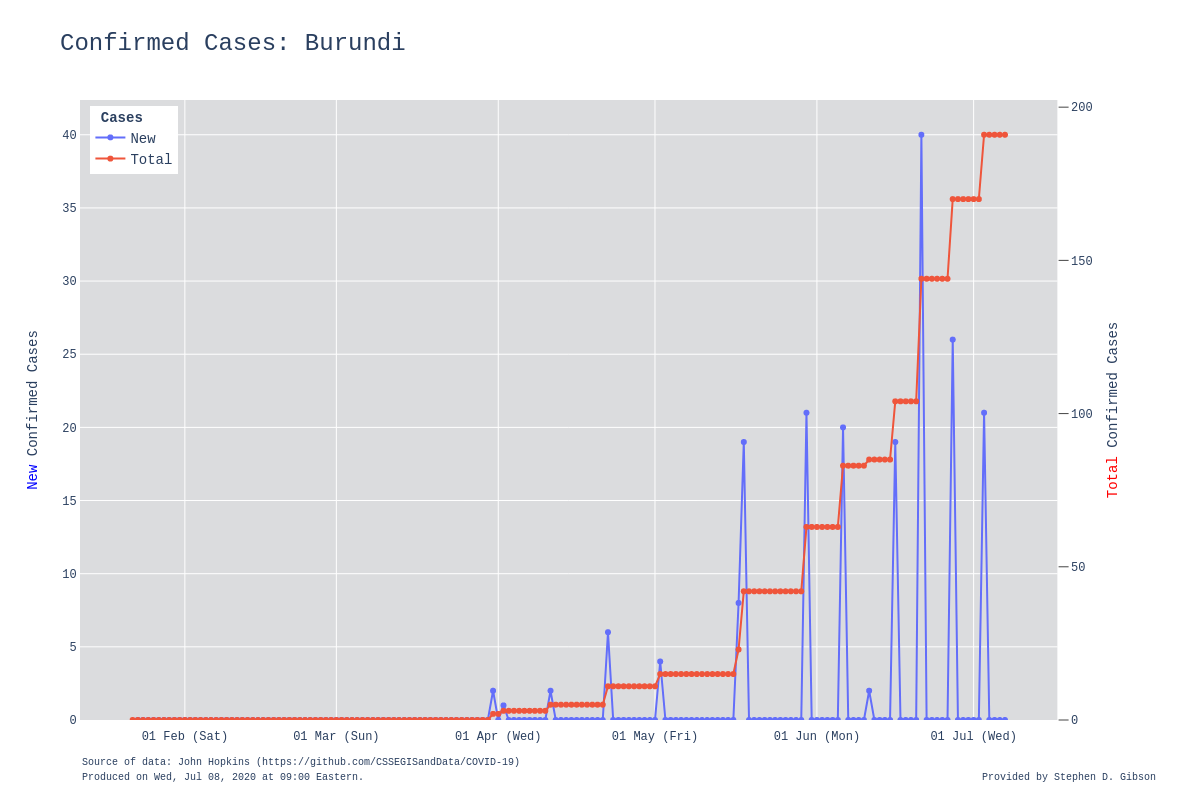 Confirmed Cases: Burundi
Cases
New
Total
40
35
30
25
20
15
10
5
0
200
150
100
50
0
New Confirmed Cases
Total Confirmed Cases
01 Feb (Sat)
01 Mar (Sun)
01 Apr (Wed)
01 May (Fri)
01 Jun (Mon)
01 Jul (Wed)
Source of data: John Hopkins (https://github.com/CSSEGISandData/COVID-19)
Produced on Wed, Jul 08, 2020 at 09:00 Eastern.
Provided by Stephen D. Gibson